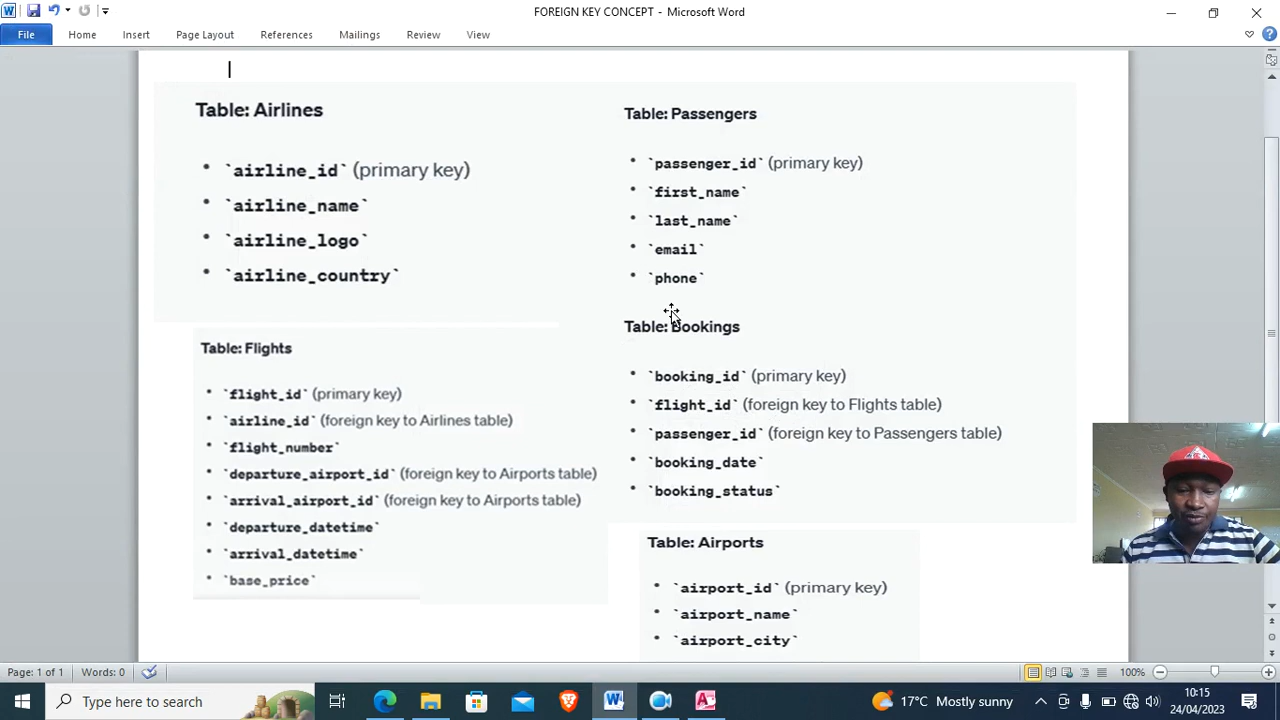 FOREIGN KEY CONCEPT - Microsoft Word
File Home Insert Page Layout References Mailings Review View
Table: Airlines
• `airline_id` (primary key)
• `airline_name`
• `airline_logo`
• `airline_country`
Table: Flights
• `flight_id` (primary key)
• `airline_id` (foreign key to Airlines table)
• `flight_number`
• `departure_airport_id` (foreign key to Airports table)
• `arrival_airport_id` (foreign key to Airports table)
• `departure_datetime`
• `arrival_datetime`
• `base_price`
Table: Passengers
• `passenger_id` (primary key)
• `first_name`
• `last_name`
• `email`
• `phone`
Table: Bookings
• `booking_id` (primary key)
• `flight_id` (foreign key to Flights table)
• `passenger_id` (foreign key to Passengers table)
• `booking_date`
• `booking_status`
Table: Airports
• `airport_id` (primary key)
• `airport_name`
• `airport_city`
Page: 1 of 1 Words: 0 100%
Type here to search 17°C Mostly sunny 10:15
24/04/2023